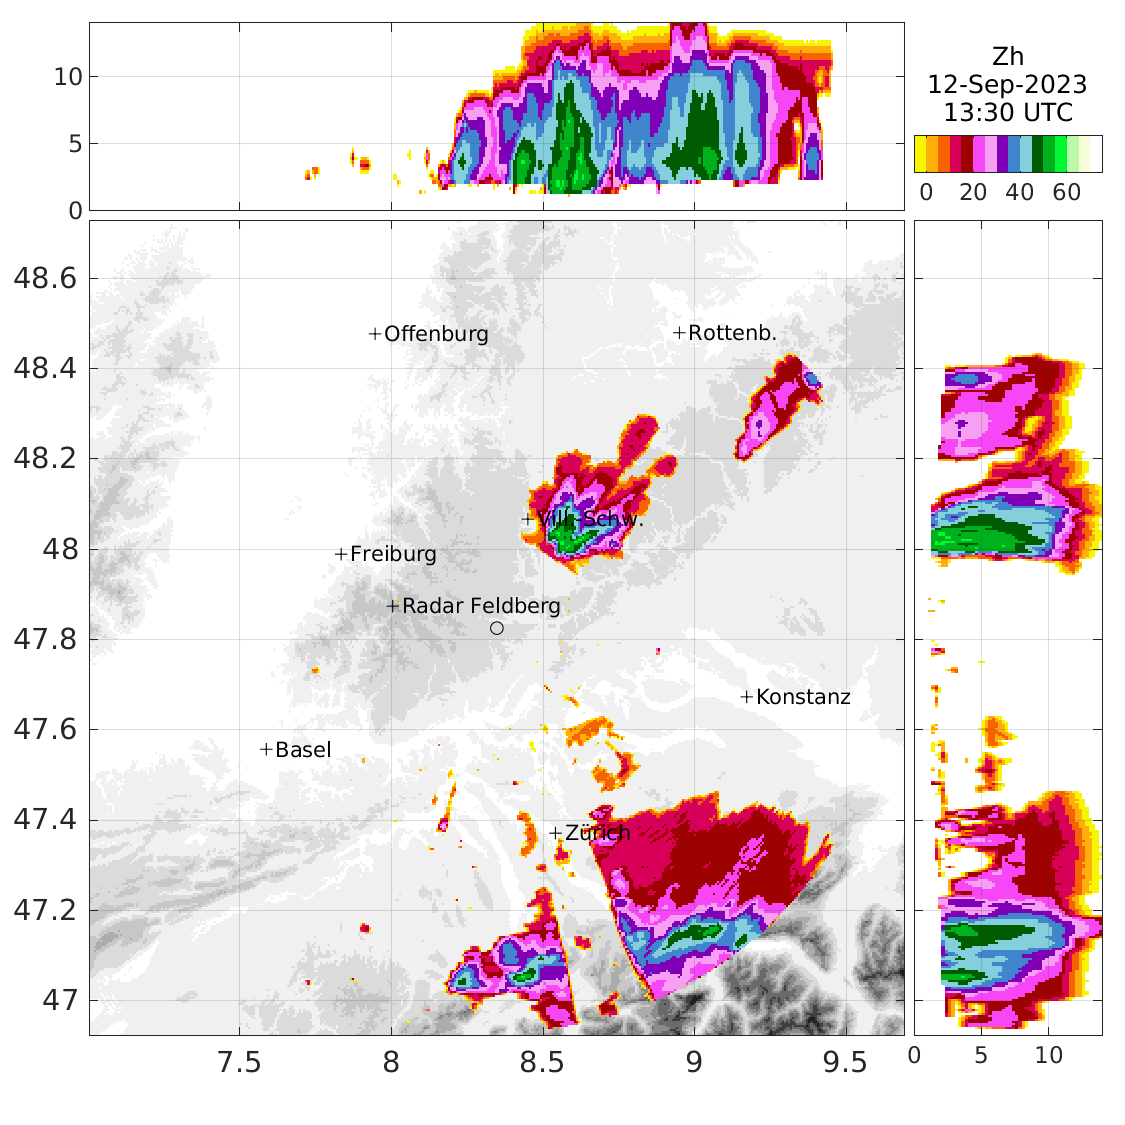 10
5
0
Zh
12-Sep-2023
13:30 UTC
0 20 40 60
48.6
48.4
48.2
48
47.8
47.6
47.4
47.2
47
+Offenburg
+Rottenb.
+Vill.-Schw.
+Freiburg
+Radar Feldberg
+Konstanz
+Basel
+Zürich
7.5 8 8.5 9 9.5
0 5 10